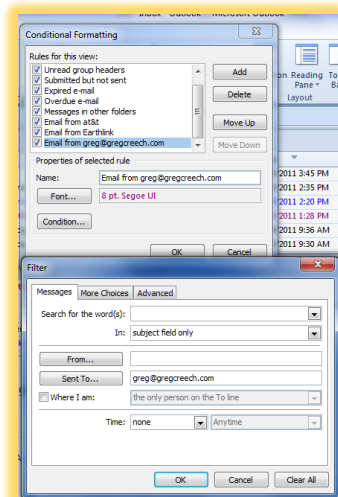 Inbox - Outlook - Microsoft Outlook
Conditional Formatting
Rules for this view:
Unread group headers
Submitted but not sent
Expired e-mail
Overdue e-mail
Messages in other folders
Email from at&t
Email from Earthlink
Email from greg@gregcreech.com
Add
Delete
Move Up
Move Down
Properties of selected rule
Name: Email from greg@gregcreech.com
Font... 8 pt. Segoe UI
Condition...
OK Cancel
on Reading To
Pane Ba
Layout
2011 3:45 PM
2011 2:35 PM
2011 2:20 PM
2011 1:28 PM
2011 9:36 AM
2011 9:30 AM
Filter
Messages More Choices Advanced
Search for the word(s):
In: subject field only
From...
Sent To... greg@gregcreech.com
Where I am: the only person on the To line
Time: none Anytime
OK Cancel Clear All